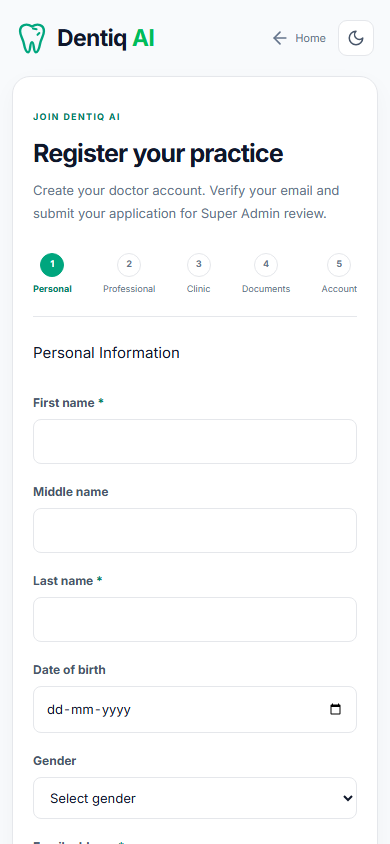 Dentiq AI
Home
JOIN DENTIQ AI
Register your practice
Create your doctor account. Verify your email and
submit your application for Super Admin review.
1
2
3
4
5
Personal
Professional
Clinic
Documents
Account
Personal Information
First name *
Middle name
Last name *
Date of birth
dd-mm-yyyy
Gender
Select gender